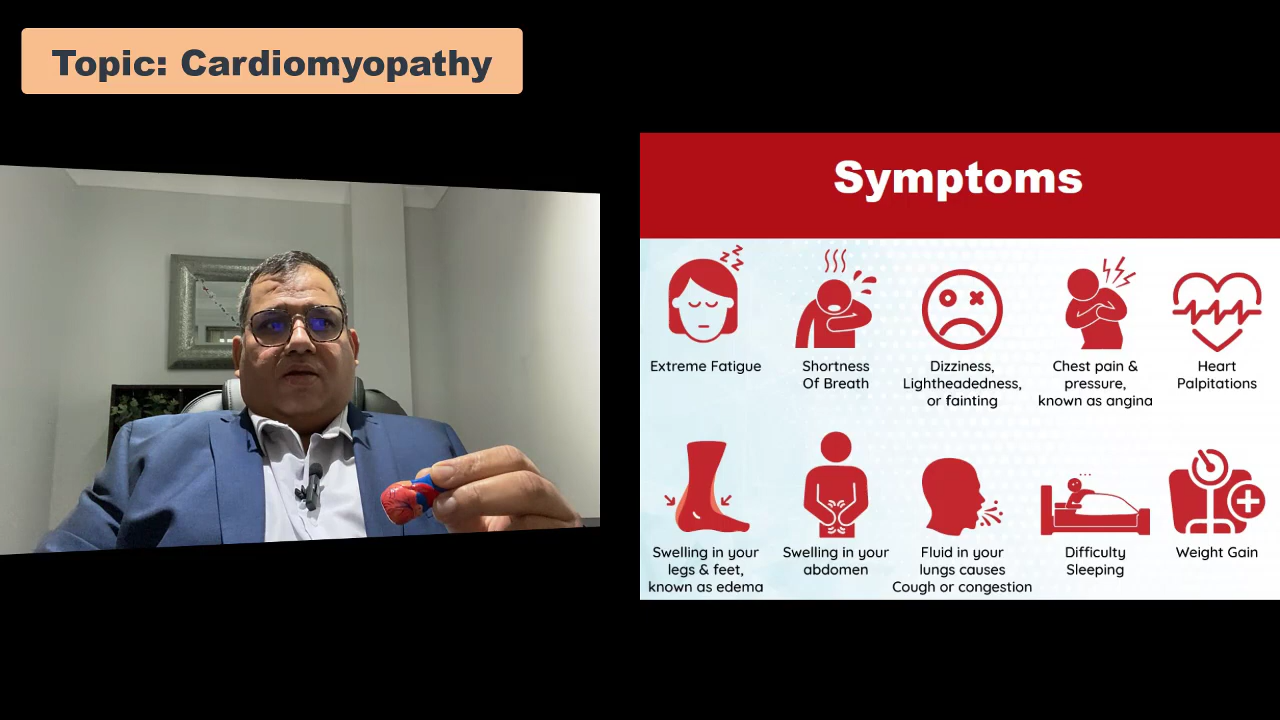 Topic: Cardiomyopathy
Symptoms
Extreme Fatigue
Shortness
Of Breath
Dizziness,
Lightheadedness,
or fainting
Chest pain &
pressure,
known as angina
Heart
Palpitations
Swelling in your
legs & feet,
known as edema
Swelling in your
abdomen
Fluid in your
lungs causes
Cough or congestion
Difficulty
Sleeping
Weight Gain